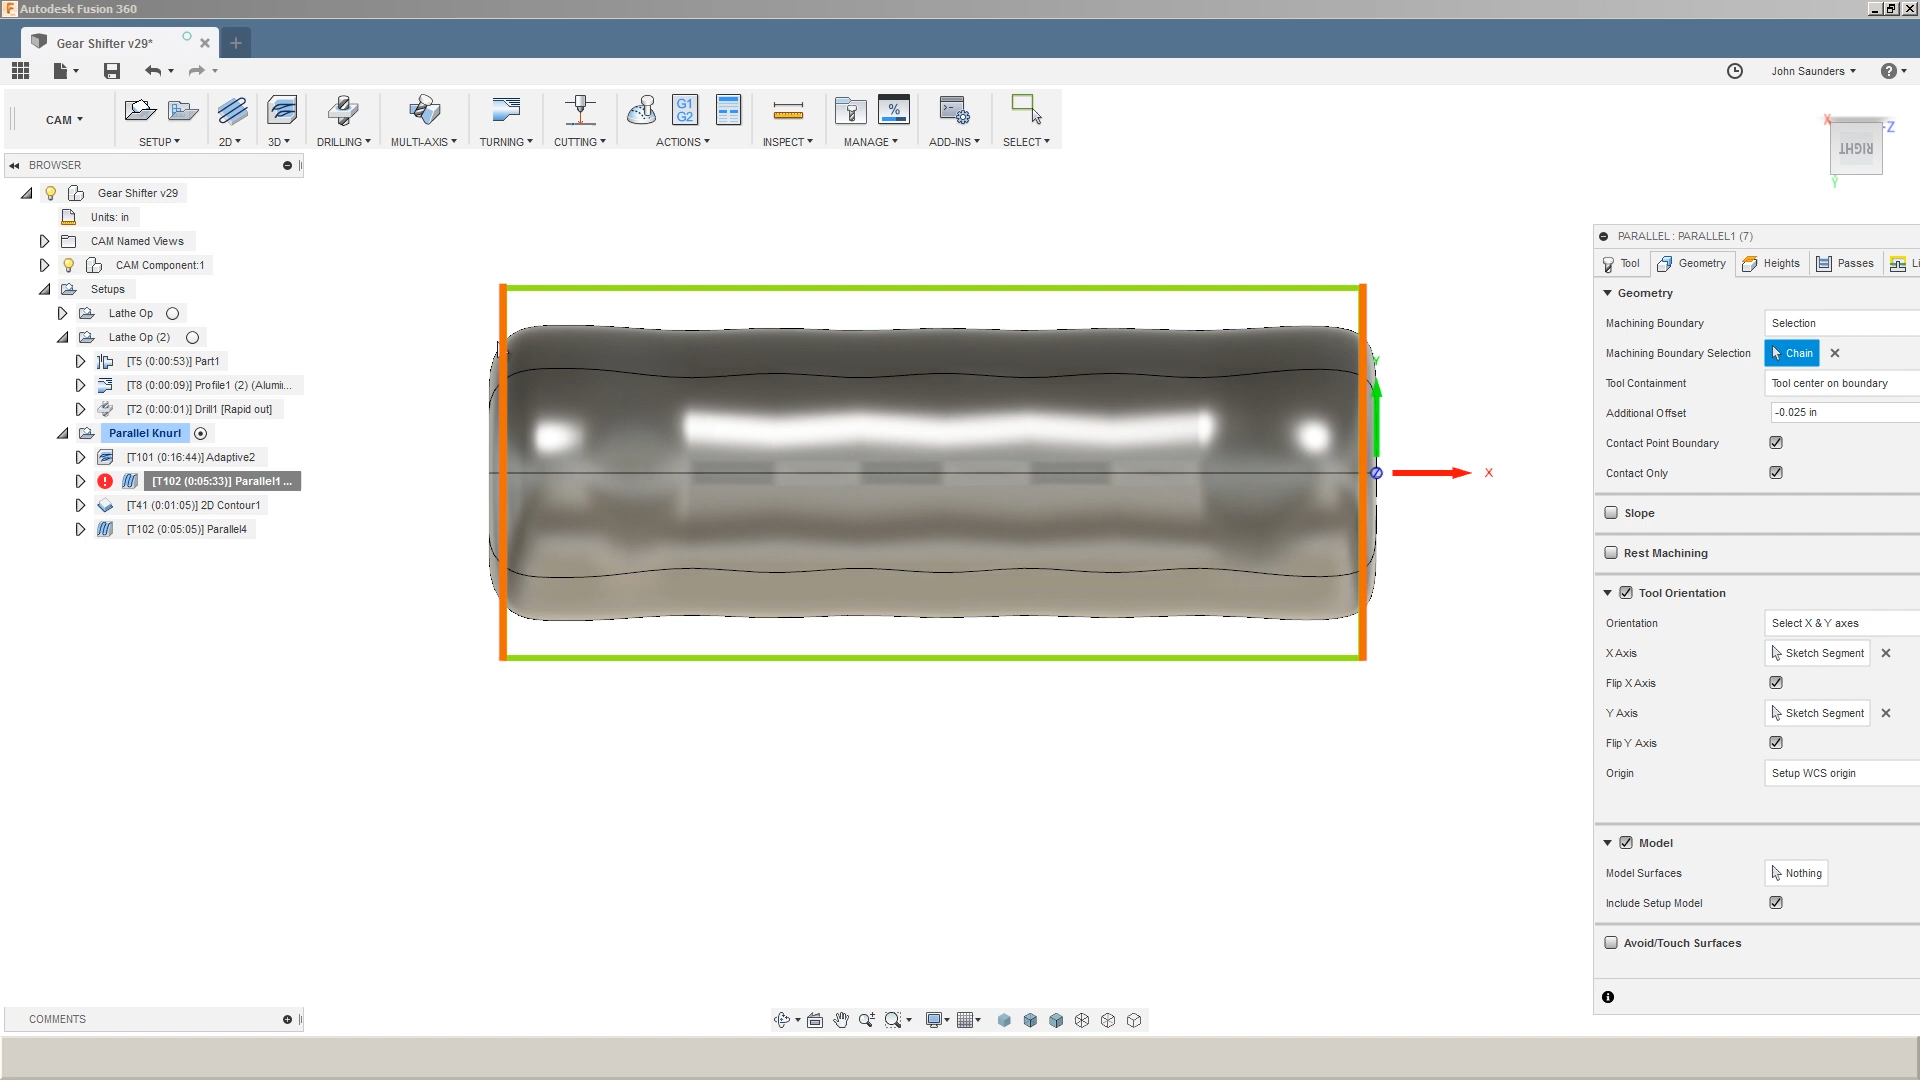 Autodesk Fusion 360
Gear Shifter v29*
John Saunders
CAM
SETUP
2D
3D
DRILLING
MULTI-AXIS
TURNING
CUTTING
G1
G2
ACTIONS
INSPECT
%
MANAGE
ADD-INS
SELECT
X
-Z
RIGHT
Y
BROWSER
Gear Shifter v29
Units: in
CAM Named Views
CAM Component:1
Setups
Lathe Op
Lathe Op (2)
[T5 (0:00:53)] Part1
[T8 (0:00:09)] Profile1 (2) (Alumi...
[T2 (0:00:01)] Drill1 [Rapid out]
Parallel Knurl
[T101 (0:16:44)] Adaptive2
[T102 (0:05:33)] Parallel1 ...
[T41 (0:01:05)] 2D Contour1
[T102 (0:05:05)] Parallel4
Y
X
PARALLEL : PARALLEL1 (7)
Tool
Geometry
Heights
Passes
Li
Geometry
Machining Boundary
Selection
Machining Boundary Selection
Chain
Tool Containment
Tool center on boundary
Additional Offset
-0.025 in
Contact Point Boundary
Contact Only
Slope
Rest Machining
Tool Orientation
Orientation
Select X & Y axes
X Axis
Sketch Segment
Flip X Axis
Y Axis
Sketch Segment
Flip Y Axis
Origin
Setup WCS origin
Model
Model Surfaces
Nothing
Include Setup Model
Avoid/Touch Surfaces
COMMENTS